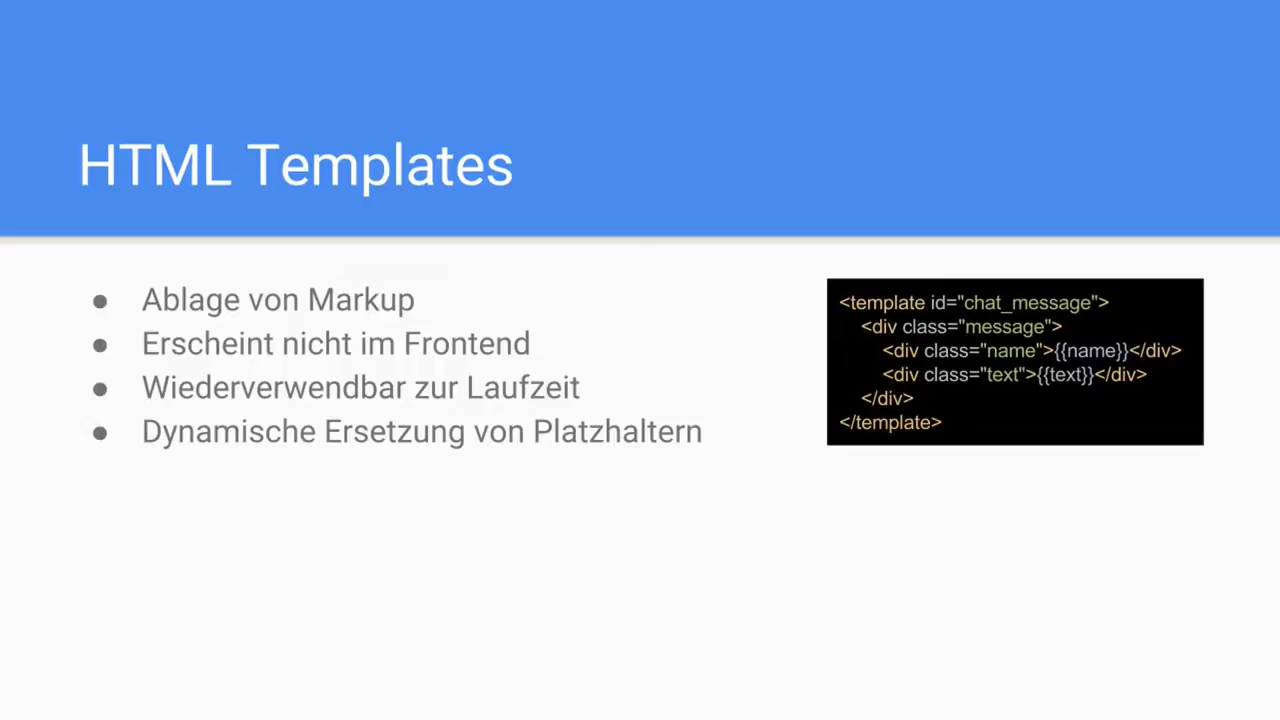 HTML Templates
● Ablage von Markup
● Erscheint nicht im Frontend
● Wiederverwendbar zur Laufzeit
● Dynamische Ersetzung von Platzhaltern
<template id="chat_message">
<div class="message">
<div class="name">{{name}}</div>
<div class="text">{{text}}</div>
</div>
</template>